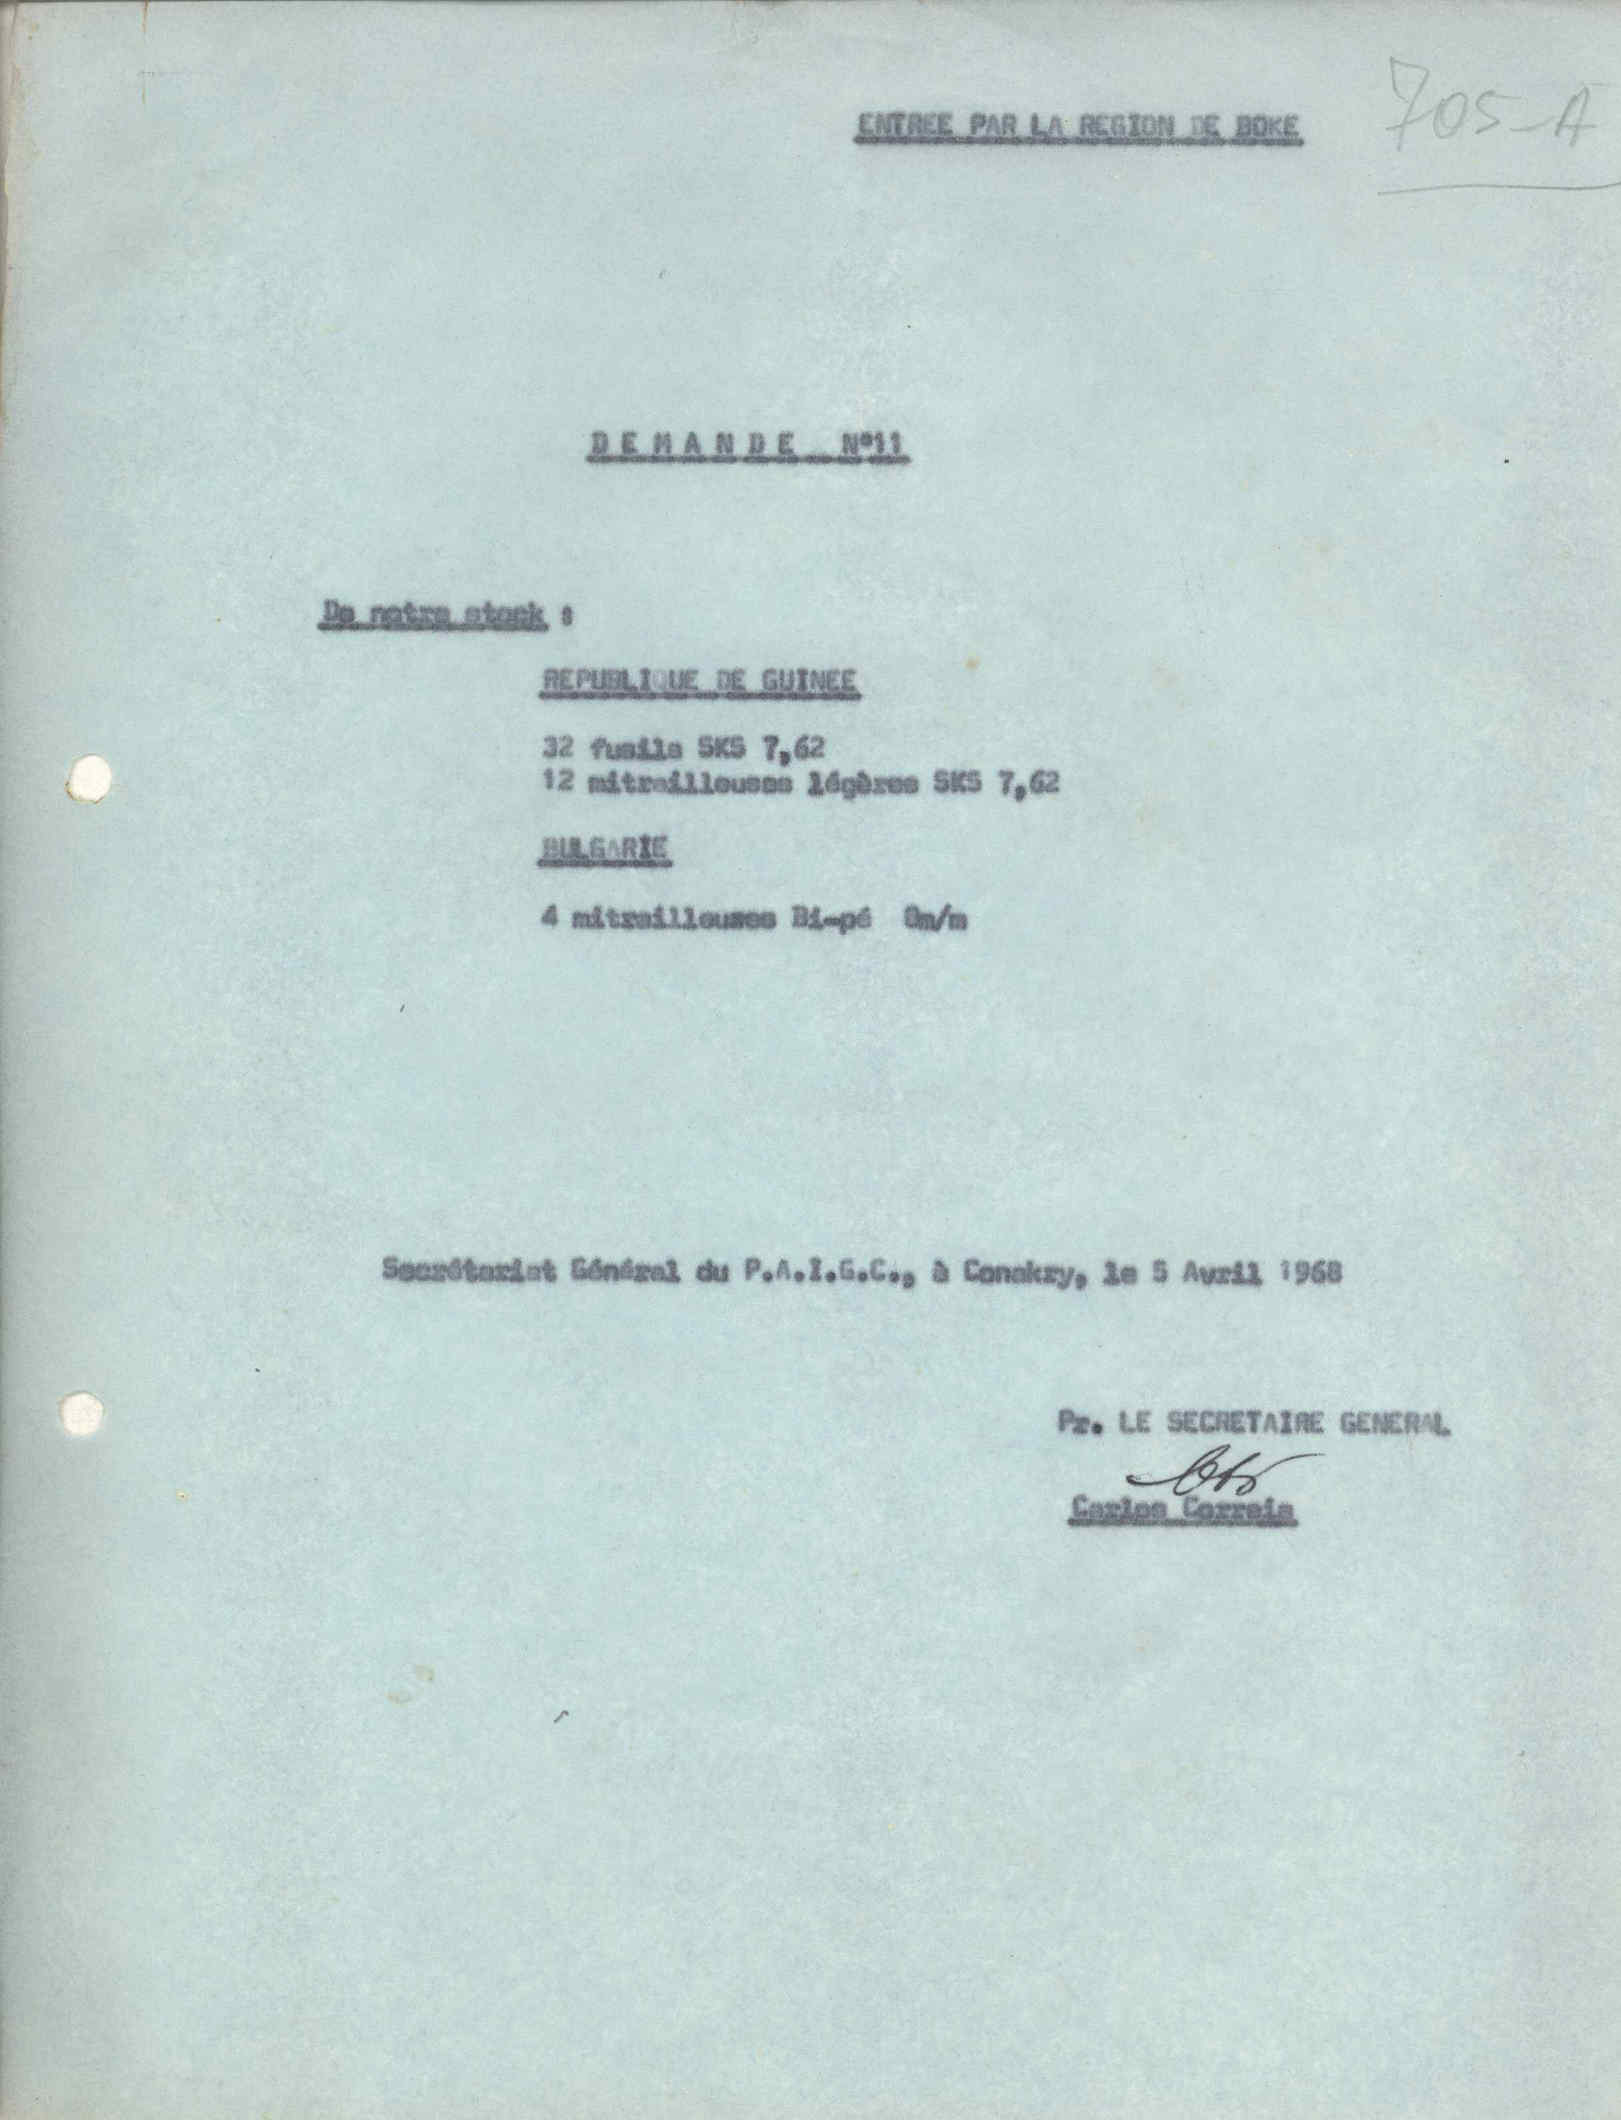 705-A
ENTREE PAR LA REGION DE BOKE
DEMANDE N°11
De notre stock :
REPUBLIQUE DE GUINEE
32 fusils SKS 7,62
12 mitrailleuses légères SKS 7,62
BULGARIE
4 mitrailleuses Bi-pé 8m/m
Secrétariat Général du P.A.I.G.C., à Conakry, le 5 Avril 1968
Pr. LE SECRETAIRE GENERAL
Carlos Correia